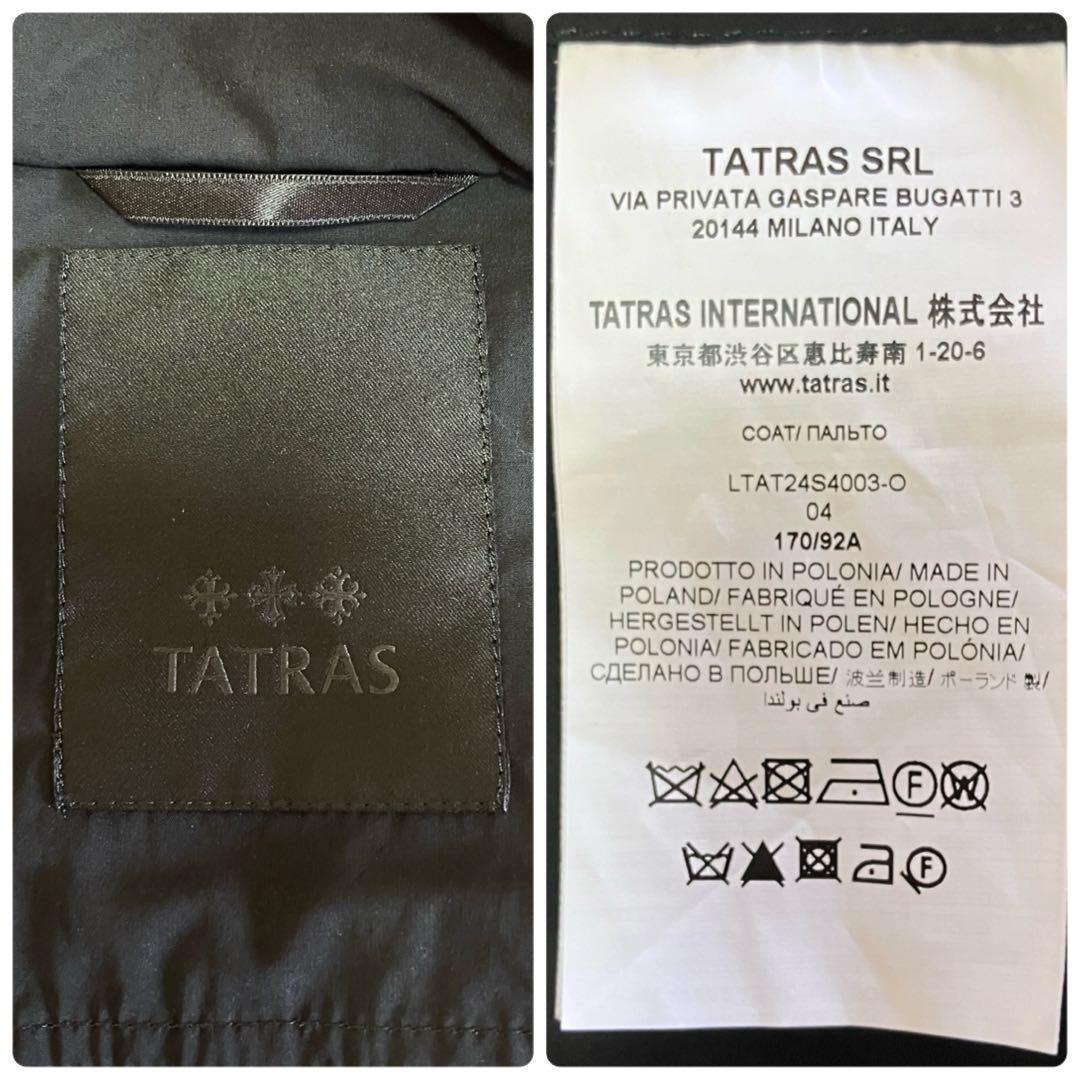 TATRAS
TATRAS SRL
VIA PRIVATA GASPARE BUGATTI 3
20144 MILANO ITALY
TATRAS INTERNATIONAL 株式会社
東京都渋谷区恵比寿南 1-20-6
www.tatras.it
COAT/ ПАЛЬТО
LTAT24S4003-O
04
170/92A
PRODOTTO IN POLONIA/ MADE IN
POLAND/ FABRIQUÉ EN POLOGNE/
HERGESTELLT IN POLEN/ HECHO EN
POLONIA/ FABRICADO EM POLÓNIA/
СДЕЛАНО В ПОЛЬШЕ/ 波兰制造/ ポーランド 製/
صنع في بولندا
F W
F